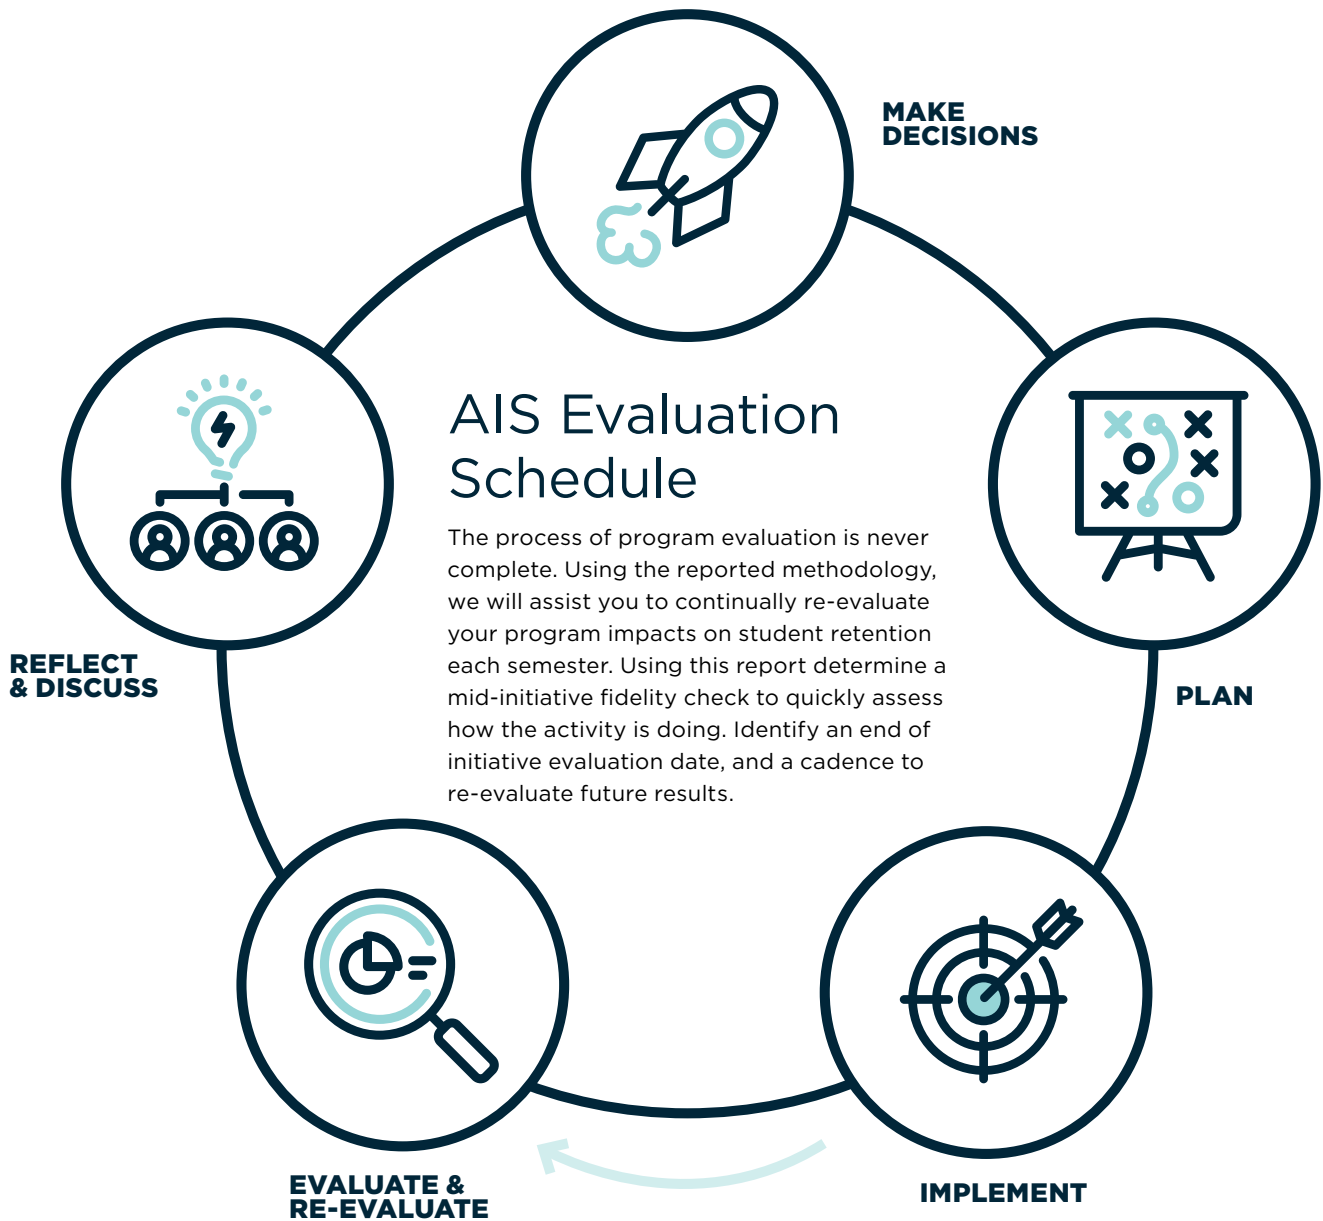 MAKE
DECISIONS
AIS Evaluation
Schedule
The process of program evaluation is never
complete. Using the reported methodology,
we will assist you to continually re-evaluate
your program impacts on student retention
each semester. Using this report determine a
mid-initiative fidelity check to quickly assess
how the activity is doing. Identify an end of
initiative evaluation date, and a cadence to
re-evaluate future results.
REFLECT
& DISCUSS
PLAN
EVALUATE &
RE-EVALUATE
IMPLEMENT